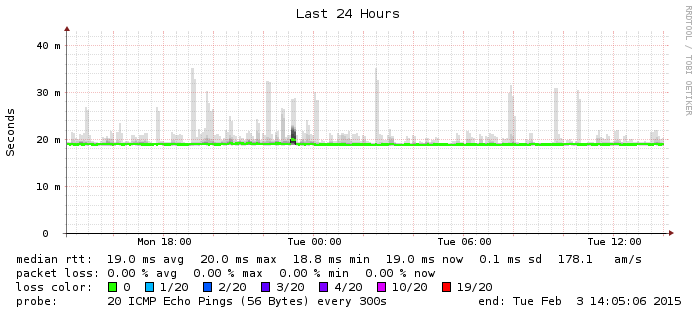 Last 24 Hours
RRDTOOL / TOBI OETIKER
Seconds
40 m
30 m
20 m
10 m
0
Mon 18:00 Tue 00:00 Tue 06:00 Tue 12:00
median rtt: 19.0 ms avg 20.0 ms max 18.8 ms min 19.0 ms now 0.1 ms sd 178.1 am/s
packet loss: 0.00 % avg 0.00 % max 0.00 % min 0.00 % now
loss color: 0 1/20 2/20 3/20 4/20 10/20 19/20
probe: 20 ICMP Echo Pings (56 Bytes) every 300s end: Tue Feb 3 14:05:06 2015